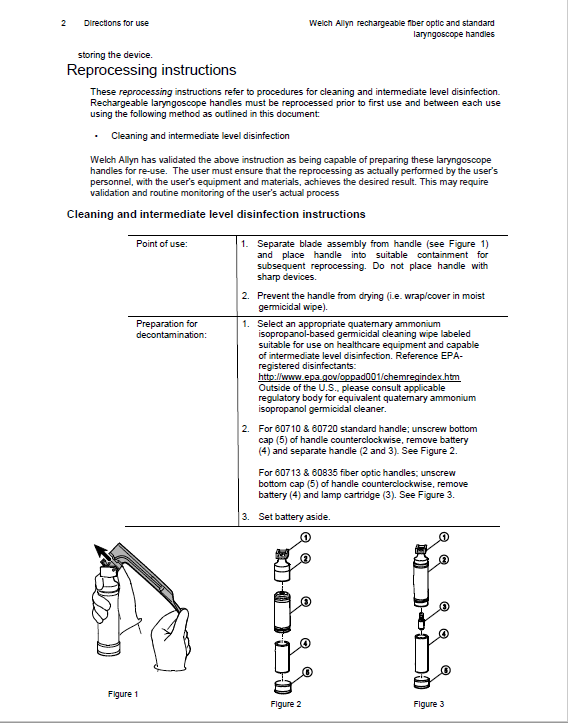 2 Directions for use
Welch Allyn rechargeable fiber optic and standard
laryngoscope handles
storing the device.
Reprocessing instructions
These reprocessing instructions refer to procedures for cleaning and intermediate level disinfection.
Rechargeable laryngoscope handles must be reprocessed prior to first use and between each use
using the following method as outlined in this document:
• Cleaning and intermediate level disinfection
Welch Allyn has validated the above instruction as being capable of preparing these laryngoscope
handles for re-use. The user must ensure that the reprocessing as actually performed by the user's
personnel, with the user's equipment and materials, achieves the desired result. This may require
validation and routine monitoring of the user's actual process
Cleaning and intermediate level disinfection instructions
Point of use:
1. Separate blade assembly from handle (see Figure 1)
and place handle into suitable containment for
subsequent reprocessing. Do not place handle with
sharp devices.
2. Prevent the handle from drying (i.e. wrap/cover in moist
germicidal wipe).
Preparation for
decontamination:
1. Select an appropriate quaternary ammonium
isopropanol-based germicidal cleaning wipe labeled
suitable for use on healthcare equipment and capable
of intermediate level disinfection. Reference EPA-
registered disinfectants:
http://www.epa.gov/oppad001/chemregindex.htm
Outside of the U.S., please consult applicable
regulatory body for equivalent quaternary ammonium
isopropanol germicidal cleaner.
2. For 60710 & 60720 standard handle; unscrew bottom
cap (5) of handle counterclockwise, remove battery
(4) and separate handle (2 and 3). See Figure 2.
For 60713 & 60835 fiber optic handles; unscrew
bottom cap (5) of handle counterclockwise, remove
battery (4) and lamp cartridge (3). See Figure 3.
3. Set battery aside.
1
2
3
4
5
1
2
3
4
5
Figure 1
Figure 2
Figure 3